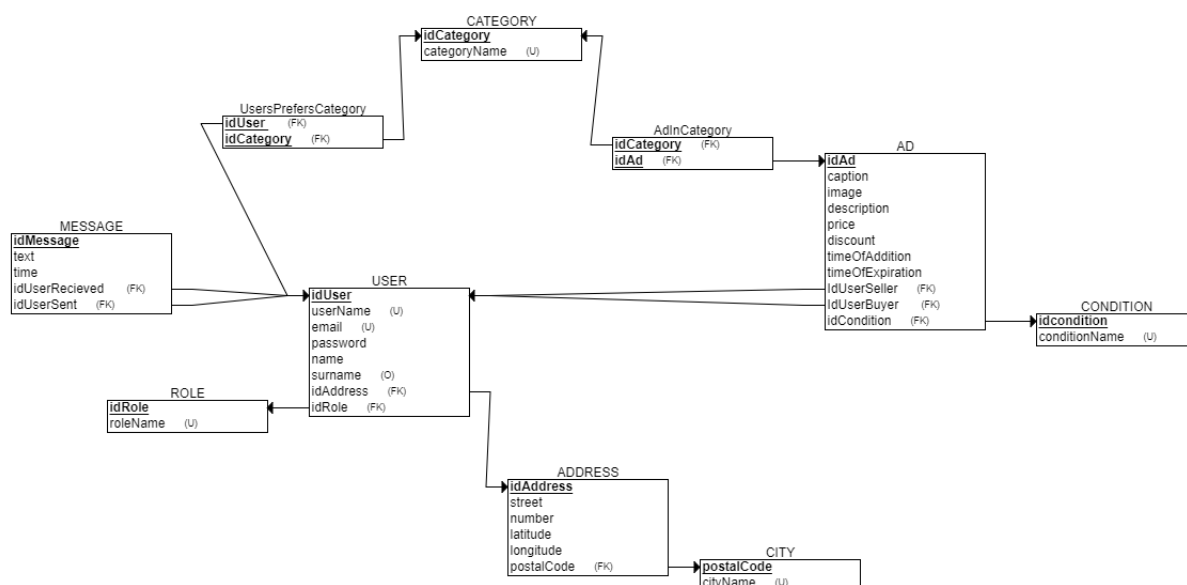 CATEGORY
idCategory
categoryName (U)
UsersPrefersCategory
idUser (FK)
idCategory (FK)
AdInCategory
idCategory (FK)
idAd (FK)
AD
idAd
caption
image
description
price
discount
timeOfAddition
timeOfExpiration
IdUserSeller (FK)
IdUserBuyer (FK)
idCondition (FK)
MESSAGE
idMessage
text
time
idUserRecieved (FK)
idUserSent (FK)
USER
idUser
userName (U)
email (U)
password
name
surname (O)
idAddress (FK)
idRole (FK)
CONDITION
idcondition
conditionName (U)
ROLE
idRole
roleName (U)
ADDRESS
idAddress
street
number
latitude
longitude
postalCode (FK)
CITY
postalCode
cityName (U)